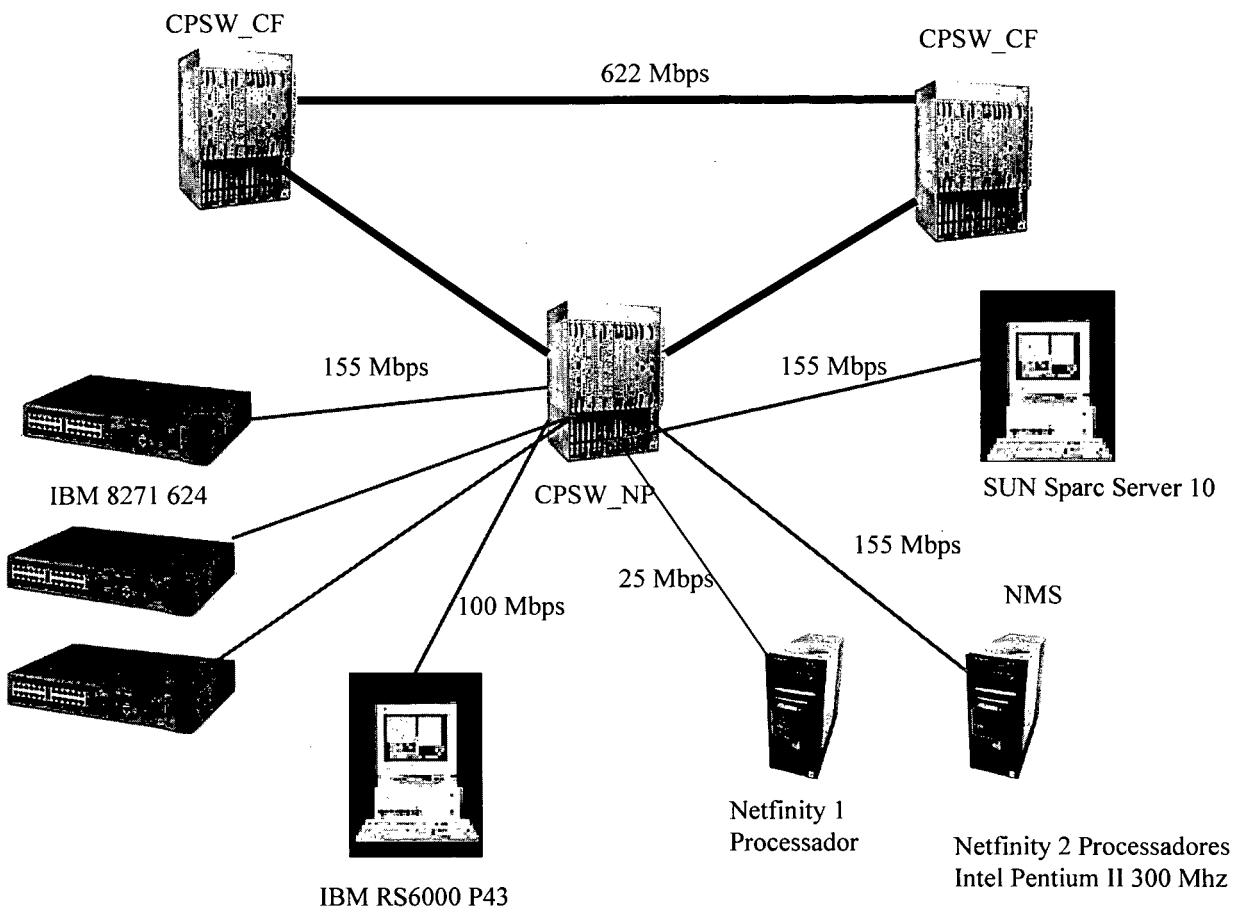 CPSW_CF
CPSW_CF
622 Mbps
155 Mbps
155 Mbps
IBM 8271 624
CPSW_NP
SUN Sparc Server 10
155 Mbps
25 Mbps
NMS
100 Mbps
Netfinity 1
Processador
Netfinity 2 Processadores
Intel Pentium II 300 Mhz
IBM RS6000 P43